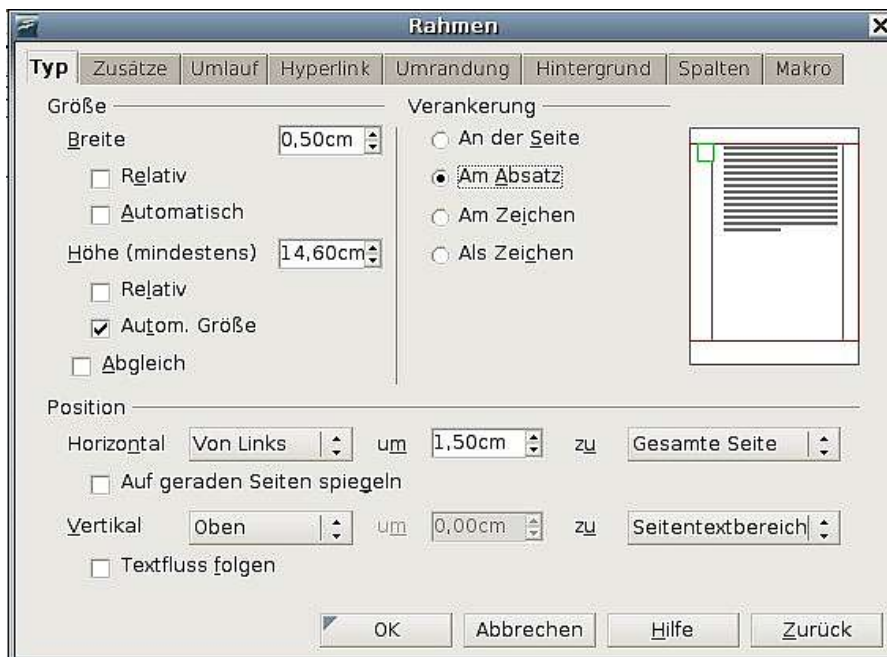 Rahmen
Typ Zusätze Umlauf Hyperlink Umrandung Hintergrund Spalten Makro
Größe
Breite 0,50cm
Relativ
Automatisch
Höhe (mindestens) 14,60cm
Relativ
Autom. Größe
Abgleich
Verankerung
An der Seite
Am Absatz
Am Zeichen
Als Zeichen
Position
Horizontal Von Links um 1,50cm zu Gesamte Seite
Auf geraden Seiten spiegeln
Vertikal Oben um 0,00cm zu Seitentextbereich
Textfluss folgen
OK Abbrechen Hilfe Zurück